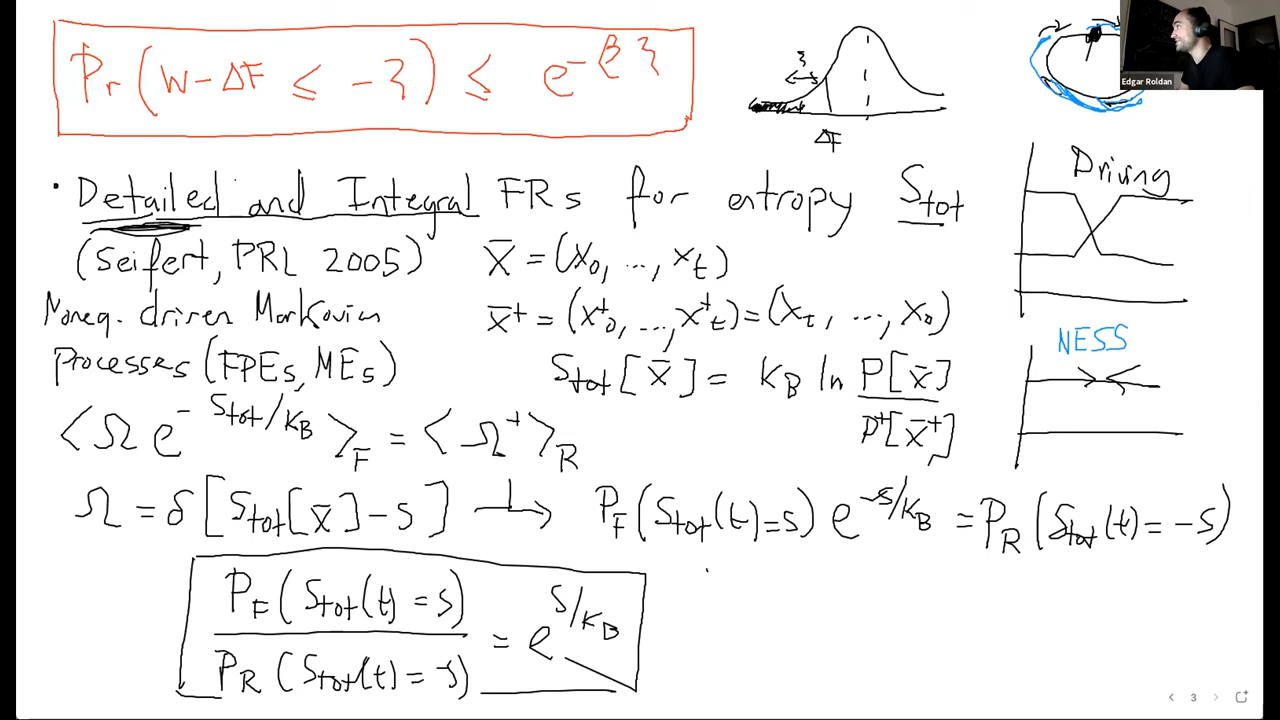 Pr(W-ΔF ≤ -ζ) ≤ e^{-βζ}
ζ
ΔF
Edgar Roldan
· Detailed and Integral FRs for entropy S_tot
Driving
(Seifert, PRL 2005) X̄ = (X_0, ..., X_t)
Noneq. driven Markovian X̄^+ = (X^+_0, ..., X^+_t) = (X_t, ..., X_0)
NESS
Processes (FPEs, MEs) S_tot[X̄] = K_B ln P[X̄] / P^+[X̄^+]
⟨Ω e^{-S_tot/K_B}⟩_F = ⟨Ω^+⟩_R
Ω = δ[S_tot[X̄] - S] → P_F(S_tot(t)=S) e^{-S/K_B} = P_R(S_tot(t) = -S)
P_F(S_tot(t) = S) / P_R(S_tot(t) = -S) = e^{S/K_B}
3